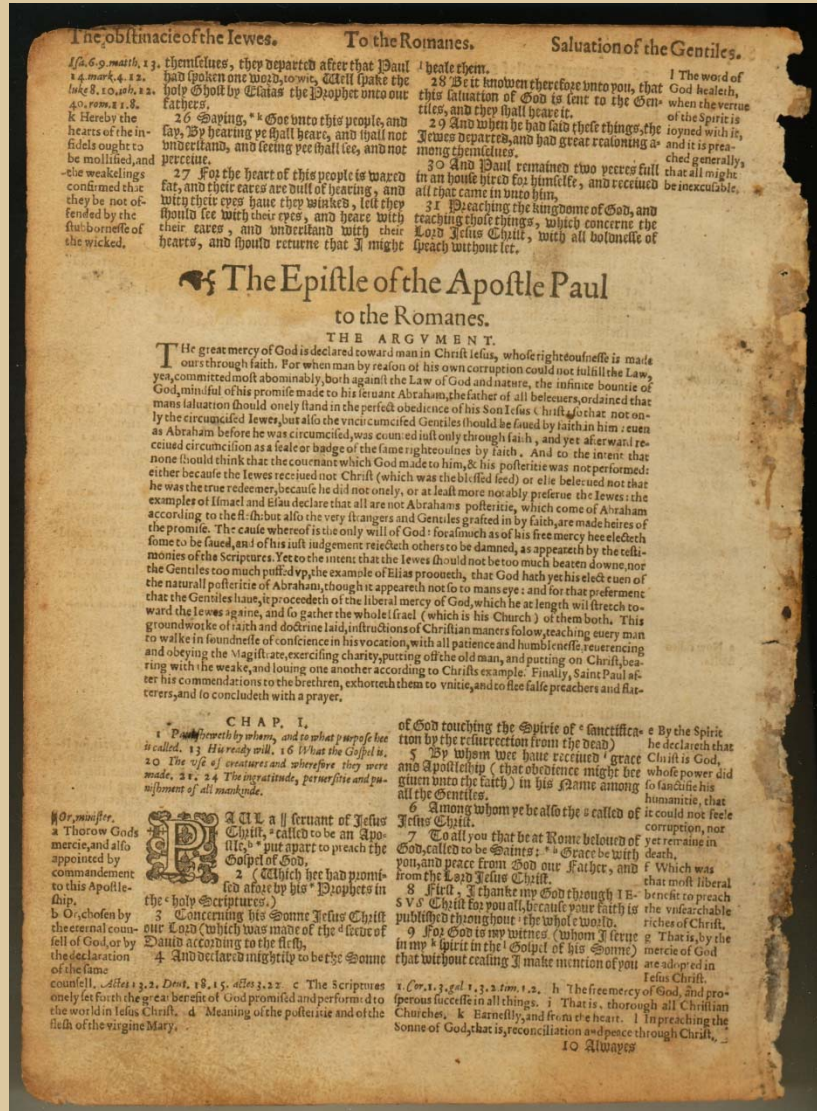 The obſtinacie of the Iewes. To the Romanes. Saluation of the Gentiles.
Iſa.6.9.matth. 13.
14.mark.4.12.
luke 8.10.ioh.12.
40.rom.11.8.
k Hereby the
hearts of the in-
fidels ought to
be mollified,and
the weakelings
confirmed that
they be not of-
fended by the
ſtubborneſſe of
the wicked.
themſelues, they departed after that Paul
had ſpoken one word,to wit, Well ſpake the
holy Ghoſt by Eſaias the Prophet vnto our
fathers.
26 Saying, * k Goe vnto this people, and
ſay, By hearing ye ſhall heare, and ſhall not
vnderſtand, and ſeeing yee ſhall ſee, and not
perceiue.
27 For the heart of this people is waxed
fat, and their eares are dull of hearing, and
with their eyes haue they winked, leſt they
ſhould ſee with their eyes, and heare with
their eares, and vnderſtand with their
hearts, and ſhould returne that I might
l heale them.
28 Be it knowen therefore vnto you, that
this ſaluation of God is ſent to the Gen-
tiles, and they ſhall heare it.
29 And when he had ſaid theſe things,the
Jewes departed,and had great reaſoning a-
mong themſelues.
30 And Paul remained two yeeres full
in an houſe hired for himſelfe, and receiued
all that came in vnto him,
31 Preaching the kingdome of God, and
teaching thoſe things, which concerne the
Lord Jeſus Chriſt, with all boldneſſe of
ſpeach without let.
l The word of
God healeth,
when the vertue
of the Spirit is
ioyned with it,
and it is prea-
ched generally,
that all might
be inexcuſable.
The Epiſtle of the Apoſtle Paul
to the Romanes.
THE ARGVMENT.
THe great mercy of God is declared toward man in Chriſt Ieſus, whoſe righteouſneſſe is made
ours through faith. For when man by reaſon of his own corruption could not fulfill the Law,
yea,committed moſt abominably,both againſt the Law of God and nature, the infinite bountie of
God,mindful of his promiſe made to his ſeruant Abraham,the father of all beleeuers,ordained that
mans ſaluation ſhould onely ſtand in the perfect obedience of his Son Ieſus Chriſt,ſo that not on-
ly the circumciſed Iewes,but alſo the vncircumciſed Gentiles ſhould be ſaued by faith in him : euen
as Abraham before he was circumciſed,was counted iuſt only through faith , and yet afterward re-
ceiued circumciſion as a ſeale or badge of the ſame righteouſnes by faith. And to the intent that
none ſhould think that the couenant which God made to him,& his poſteritie was not performed:
either becauſe the Iewes receiued not Chriſt (which was the bleſſed ſeed) or elſe beleeued not that
he was the true redeemer,becauſe he did not onely, or at leaſt more notably preſerue the Iewes : the
examples of Iſmael and Eſau declare that all are not Abrahams poſteritie, which come of Abraham
according to the fleſh:but alſo the very ſtrangers and Gentiles grafted in by faith,are made heires of
the promiſe. The cauſe whereof is the only will of God : foraſmuch as of his free mercy hee electeth
ſome to be ſaued,and of his iuſt iudgement reiecteth others to be damned, as appeareth by the teſti-
monies of the Scriptures.Yet to the intent that the Iewes ſhould not be too much beaten downe,nor
the Gentiles too much puffed vp,the example of Elias prooueth, that God hath yet his elect euen of
the naturall poſteritie of Abraham,though it appeareth not ſo to mans eye : and for that preferment
that the Gentiles haue,it proceedeth of the liberal mercy of God,which he at length wil ſtretch to-
ward the Iewes againe, and ſo gather the whole Iſrael (which is his Church) of them both. This
groundworke of faith and doctrine laid,inſtructions of Chriſtian maners folow,teaching euery man
to walke in ſoundneſſe of conſcience in his vocation,with all patience and humbleneſſe,reuerencing
and obeying the Magiſtrate,exerciſing charity,putting off the old man, and putting on Chriſt,bea-
ring with the weake,and louing one another according to Chriſts example. Finally, Saint Paul af-
ter his commendations to the brethren, exhorteth them to vnitie,and to flee falſe preachers and flat-
terers,and ſo concludeth with a prayer.
CHAP. I.
1 Paul ſheweth by whom, and to what purpoſe hee
is called. 13 His ready will. 16 What the Goſpel is.
20 The vſe of creatures and wherefore they were
made. 21. 24 The ingratitude, peruerſitie and pu-
niſhment of all mankinde.
||Or,miniſter.
a Thorow Gods
mercie,and alſo
appointed by
commandement
to this Apoſtle-
ſhip.
b Or,choſen by
the eternal coun-
ſell of God,or by
the declaration
of the ſame
PAUL a || ſeruant of Jeſus
Chriſt, a called to be an Apo-
ſtle,b * put apart to preach the
Goſpel of God,
2 (Which hee had promi-
ſed afore by his * Prophets in
the c holy Scriptures.)
3 Concerning his Sonne Jeſus Chriſt
our Lord (which was made of the d ſeede of
Dauid according to the fleſh,
4 And declared mightily to be the Sonne
of God touching the Spirit of e ſanctifica-
tion by the reſurrection from the dead)
5 By whom wee haue receiued f grace
and Apoſtleſhip ( that obedience might bee
giuen vnto the faith ) in his Name among
all the Gentiles.
6 Among whom ye be alſo the g called of
Jeſus Chriſt.
7 To all you that be at Rome beloued of
God,called to be Saints: * h Grace be with
you,and peace from God our Father, and
from the Lord Jeſus Chriſt.
8 Firſt, I thanke my God through IE-
SVS Chriſt for you all,becauſe your faith is
publiſhed throughout i the whole world.
9 For God is my witnes (whom I ſerue
in my k ſpirit in the l Goſpel of his Sonne)
that without ceaſing I make mention of you
e By the Spirit
he declareth that
Chriſt is God,
whoſe power did
ſo ſanctifie his
humanitie, that
it could not feele
corruption, nor
yet remaine in
death.
f Which was
that moſt liberal
benefit to preach
the vnſearchable
riches of Chriſt.
g That is,by the
mercie of God
are adopted in
Ieſus Chriſt.
counſell. Actes 13.2. Deut. 18.15. actes 3.22 c The Scriptures
onely ſet forth the great benefit of God promiſed and performed to
the world in Ieſus Chriſt. d Meaning of the poſteritie and of the
fleſh of the virgine Mary.
1.Cor.1.3.gal 1.3.2.tim.1.2. h The free mercy of God, and pro-
ſperous ſucceſſe in all things. i That is, thorough all Chriſtian
Churches. k Earneſtly,and from the heart. l In preaching the
Sonne of God,that is,reconciliation and peace through Chriſt.
10 Alwayes